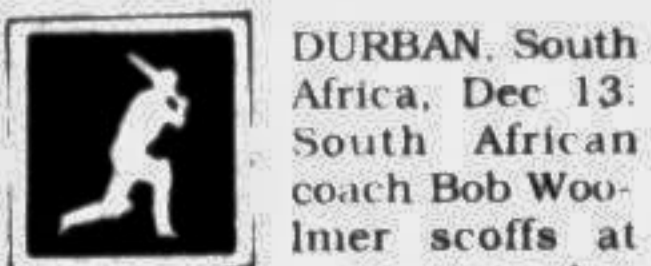 DURBAN, South
Africa, Dec 13:
South African
coach Bob Woo-
lmer scoffs at